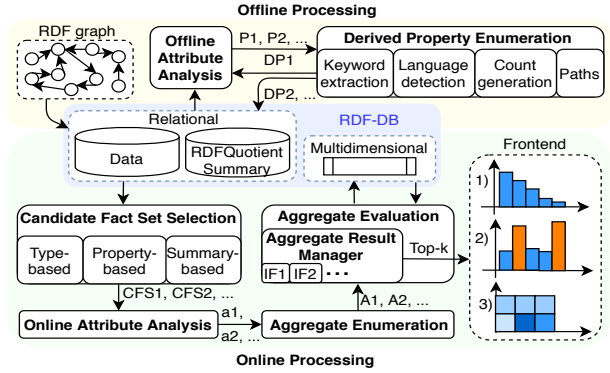 Offline Processing
RDF graph
Offline
Attribute
Analysis
P1, P2, ...
DP1
DP2, ...
Derived Property Enumeration
Keyword
extraction
Language
detection
Count
generation
Paths
Relational
Data
RDFQuotient
Summary
RDF-DB
Multidimensional
Frontend
1)
2)
3)
Candidate Fact Set Selection
Type-
based
Property-
based
Summary-
based
CFS1, CFS2, ...
Online Attribute Analysis
a1,
a2, ...
Aggregate Enumeration
A1, A2, ...
Aggregate Evaluation
Aggregate Result
Manager
IF1
IF2
...
Top-k
Online Processing